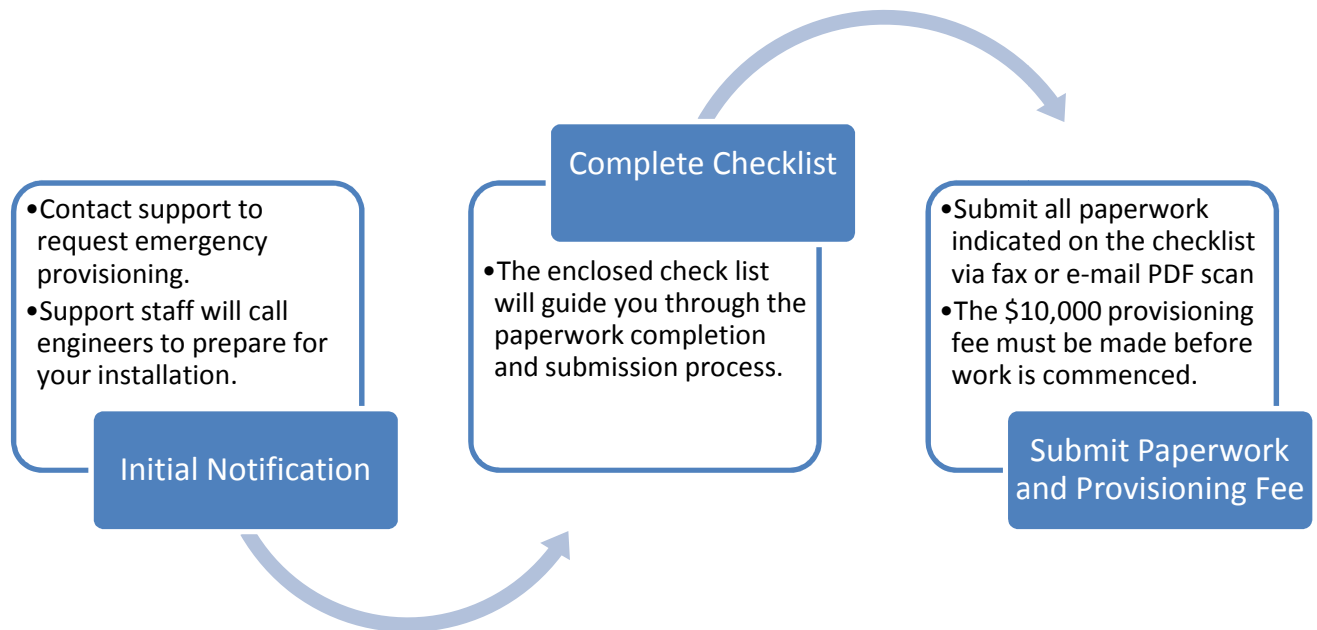 •Contact support to
request emergency
provisioning.
•Support staff will call
engineers to prepare for
your installation.
Initial Notification
Complete Checklist
•The enclosed check list
will guide you through the
paperwork completion
and submission process.
•Submit all paperwork
indicated on the checklist
via fax or e-mail PDF scan
•The $10,000 provisioning
fee must be made before
work is commenced.
Submit Paperwork
and Provisioning Fee